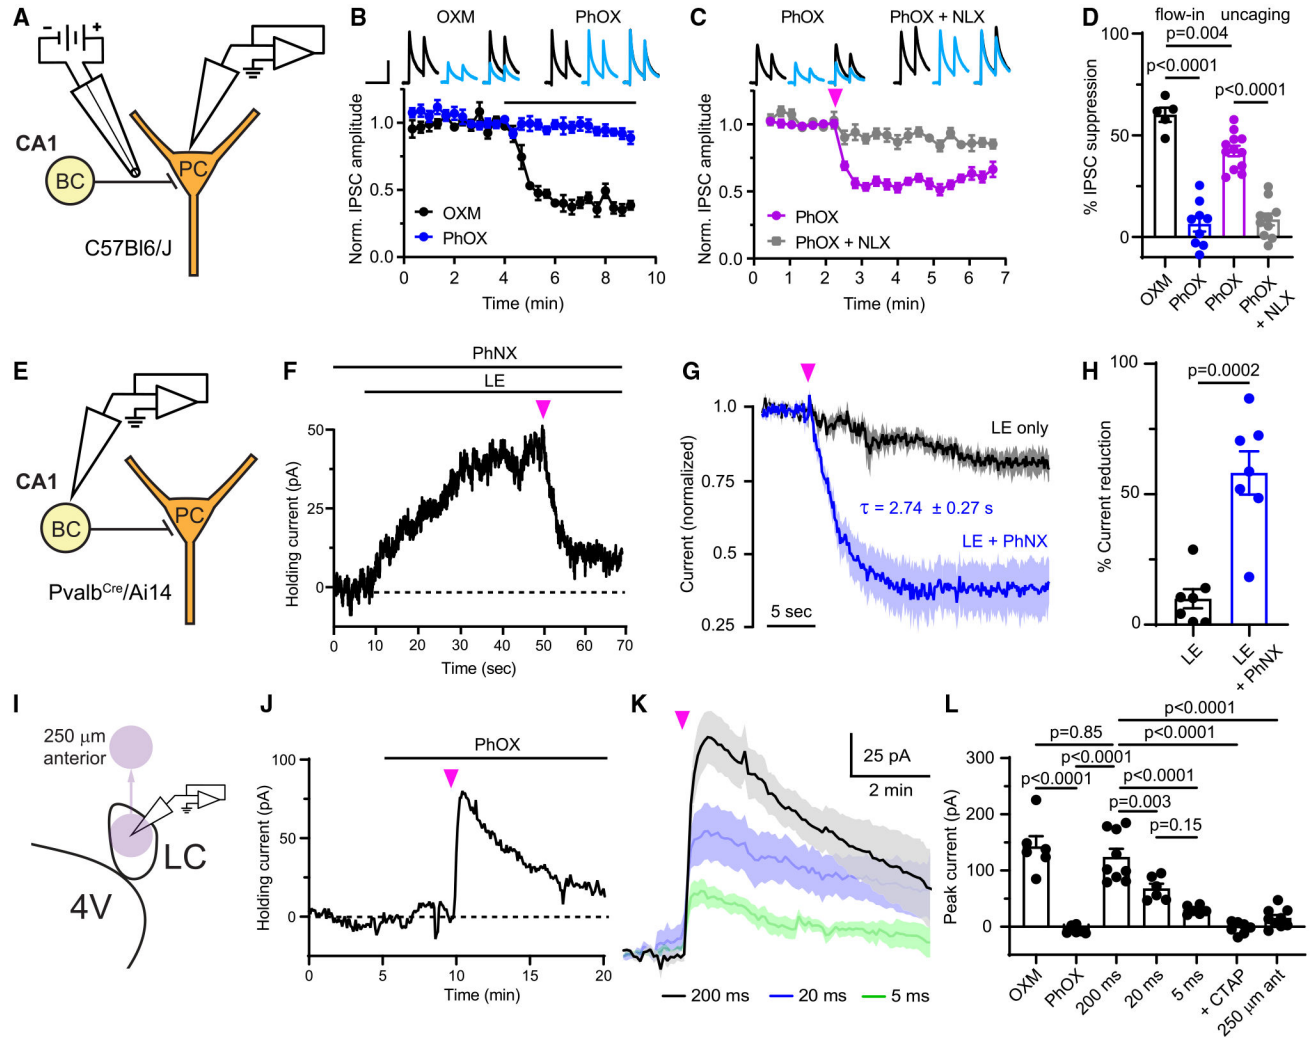 A
- +
CA1
BC
PC
C57Bl6/J
B
OXM
PhOX
Norm. IPSC amplitude
1.0
0.5
0.0
OXM
PhOX
0 2 4 6 8 10
Time (min)
C
PhOX
PhOX + NLX
Norm. IPSC amplitude
1.0
0.5
0.0
PhOX
PhOX + NLX
0 1 2 3 4 5 6 7
Time (min)
D
flow-in uncaging
p=0.004
p<0.0001
p<0.0001
% IPSC suppression
100
50
0
OXM
PhOX
PhOX
PhOX
+ NLX
E
CA1
BC
PC
Pvalb^Cre/Ai14
F
PhNX
LE
Holding current (pA)
50
25
0
0 10 20 30 40 50 60 70
Time (sec)
G
Current (normalized)
1.0
0.75
0.5
0.25
LE only
τ = 2.74 ± 0.27 s
LE + PhNX
5 sec
H
p=0.0002
% Current reduction
100
50
0
LE
LE
+ PhNX
I
250 μm
anterior
LC
4V
J
PhOX
Holding current (pA)
100
50
0
0 5 10 15 20
Time (min)
K
25 pA
2 min
200 ms 20 ms 5 ms
L
p<0.0001
p=0.85
p<0.0001
p<0.0001
p<0.0001
p<0.0001
p=0.003
p=0.15
Peak current (pA)
300
200
100
0
OXM
PhOX
200 ms
20 ms
5 ms
+ CTAP
250 μm ant